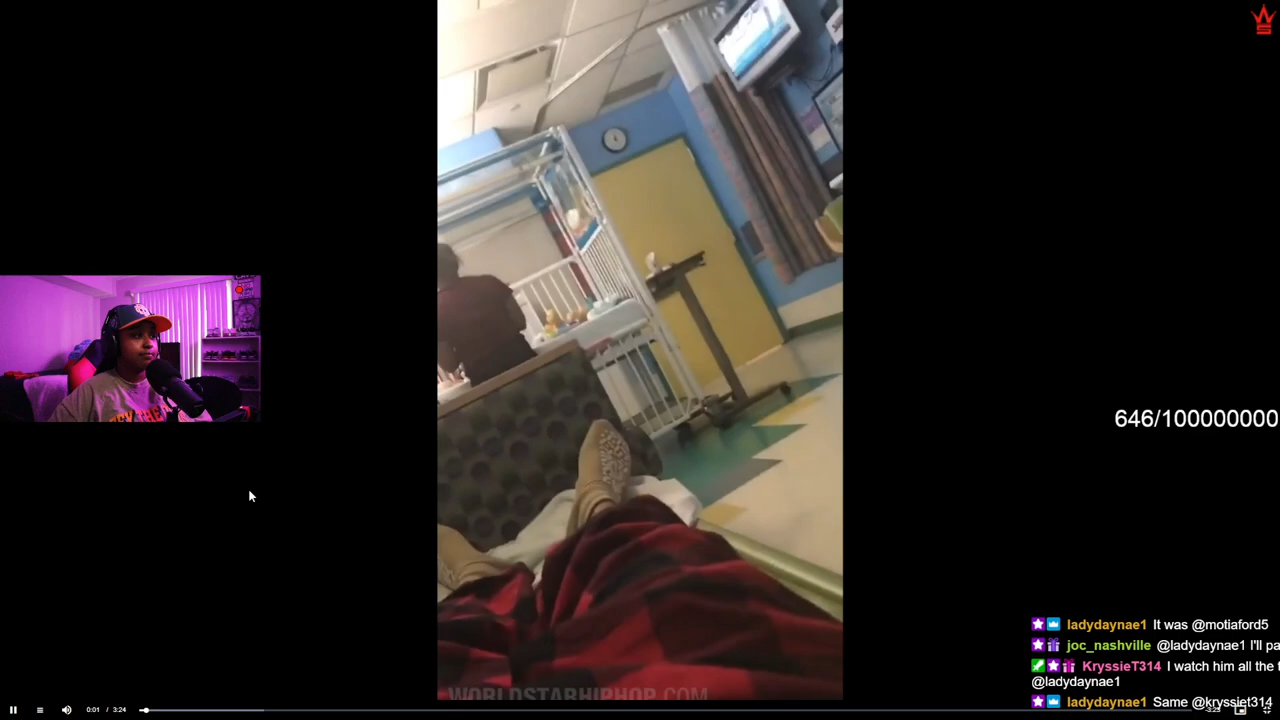 646/100000000
ladydaynae1 It was @motiaford5
joc_nashville @ladydaynae1 I'll pa
KryssieT314 I watch him all the
@ladydaynae1
ladydaynae1 Same @kryssiet314
WORLDSTARHIPHOP.COM
0:01 / 3:24